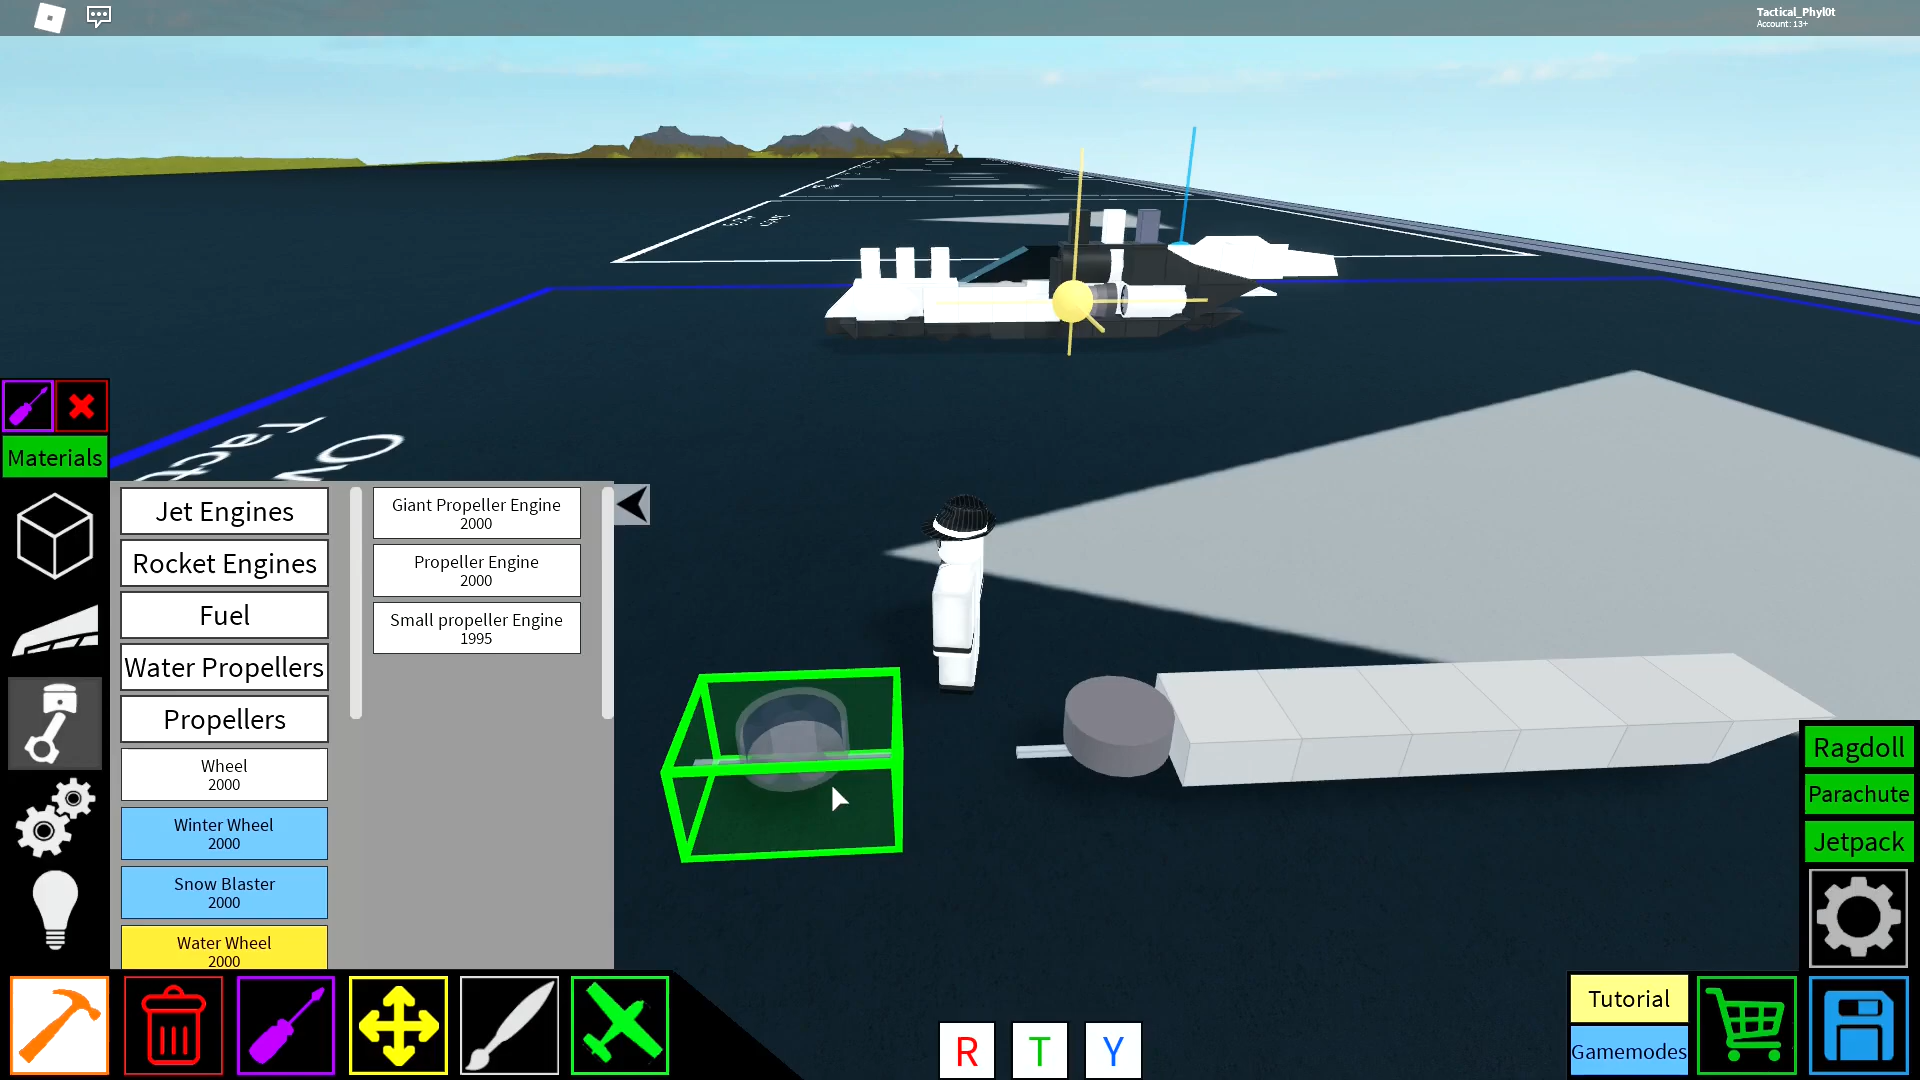 Tactical_Phyl0t
Account: 13+
Materials
Jet Engines
Rocket Engines
Fuel
Water Propellers
Propellers
Wheel
2000
Winter Wheel
2000
Snow Blaster
2000
Water Wheel
2000
Giant Propeller Engine
2000
Propeller Engine
2000
Small propeller Engine
1995
Ragdoll
Parachute
Jetpack
R
T
Y
Tutorial
Gamemodes